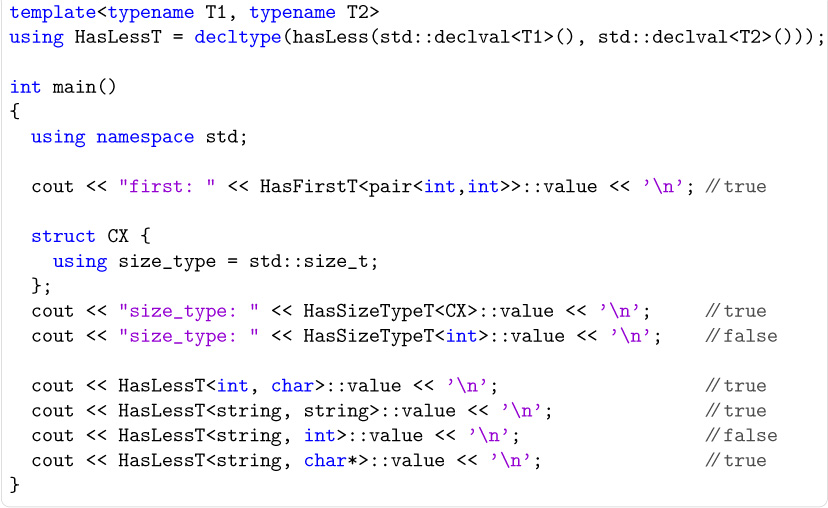 template<typename T1, typename T2>
using HasLessT = decltype(hasLess(std::declval<T1>(), std::declval<T2>()));

int main()
{
  using namespace std;

  cout << "first: " << HasFirstT<pair<int,int>>::value << '\n'; //true

  struct CX {
    using size_type = std::size_t;
  };
  cout << "size_type: " << HasSizeTypeT<CX>::value << '\n';     //true
  cout << "size_type: " << HasSizeTypeT<int>::value << '\n';    //false

  cout << HasLessT<int, char>::value << '\n';                   //true
  cout << HasLessT<string, string>::value << '\n';              //true
  cout << HasLessT<string, int>::value << '\n';                 //false
  cout << HasLessT<string, char*>::value << '\n';               //true
}